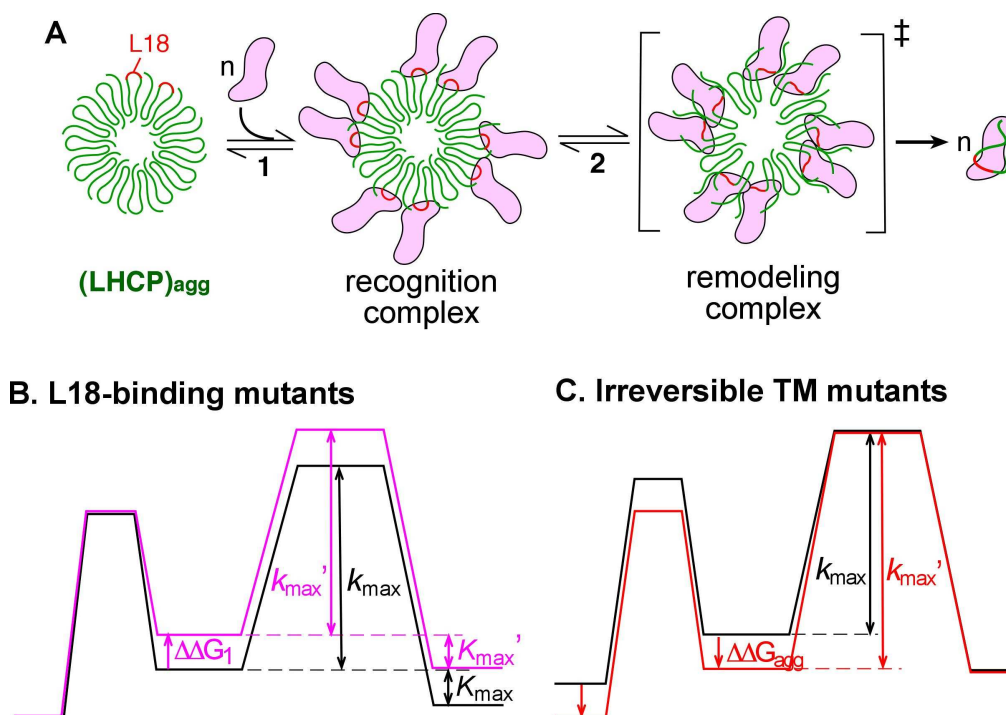 A
L18
n
1
2
‡
n
(LHCP)agg
recognition
complex
remodeling
complex
B. L18-binding mutants
C. Irreversible TM mutants
kmax’
kmax
ΔΔG1
Kmax’
Kmax
kmax
kmax’
ΔΔGagg